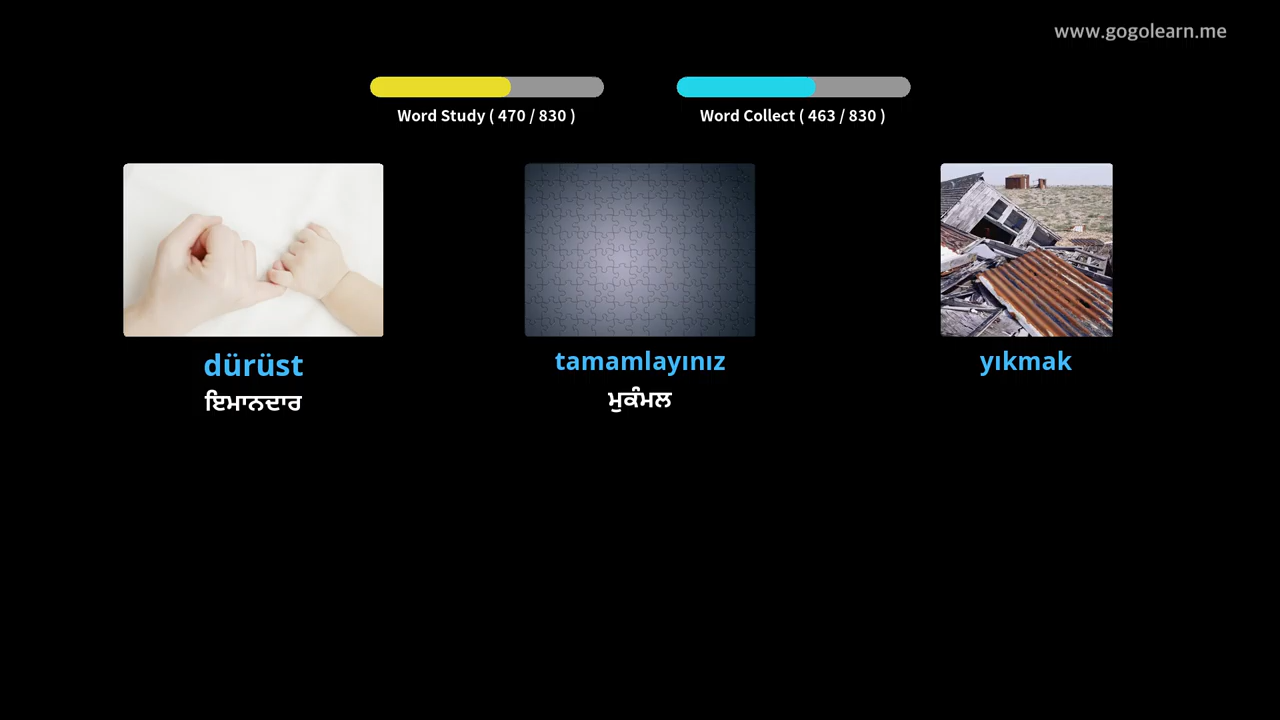 www.gogolearn.me
Word Study ( 470 / 830 )
Word Collect ( 463 / 830 )
dürüst
tamamlayınız
yıkmak
ਇਮਾਨਦਾਰ
ਮੁਕੰਮਲ